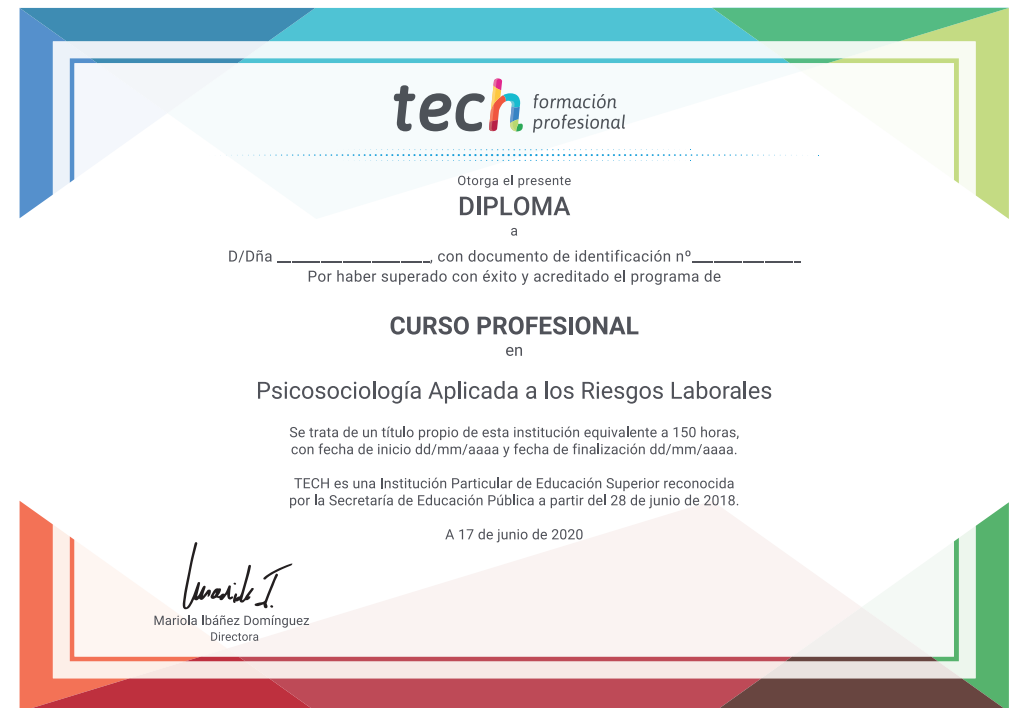 tech formación
profesional
Otorga el presente
DIPLOMA
a
D/Dña ____________________, con documento de identificación nº______________
Por haber superado con éxito y acreditado el programa de
CURSO PROFESIONAL
en
Psicosociología Aplicada a los Riesgos Laborales
Se trata de un título propio de esta institución equivalente a 150 horas,
con fecha de inicio dd/mm/aaaa y fecha de finalización dd/mm/aaaa.
TECH es una Institución Particular de Educación Superior reconocida
por la Secretaría de Educación Pública a partir del 28 de junio de 2018.
A 17 de junio de 2020
Mariola Ibáñez Domínguez
Directora